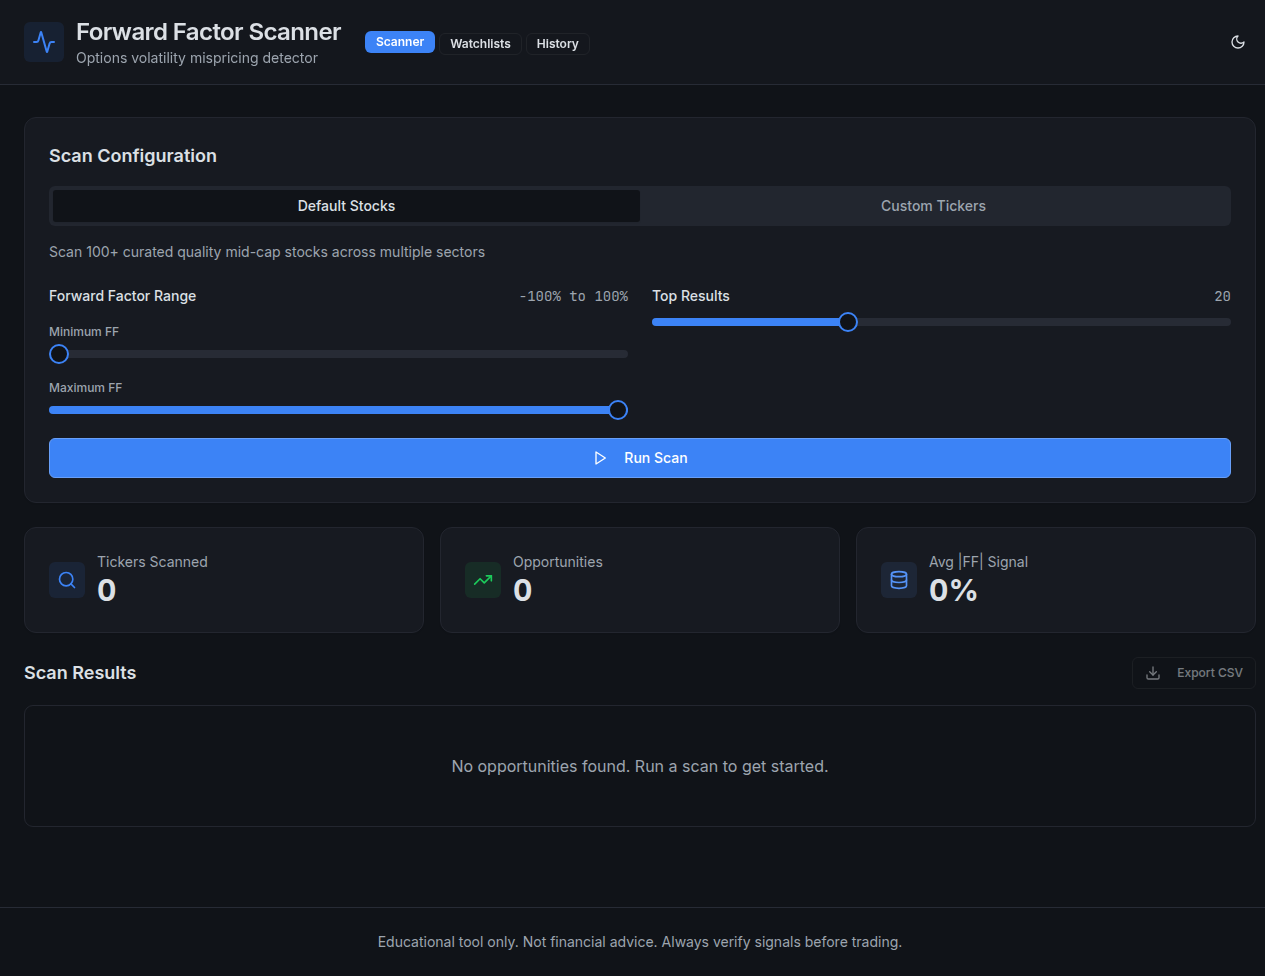 Forward Factor Scanner
Options volatility mispricing detector
Scanner
Watchlists
History
Scan Configuration
Default Stocks
Custom Tickers
Scan 100+ curated quality mid-cap stocks across multiple sectors
Forward Factor Range
-100% to 100%
Minimum FF
Maximum FF
Top Results
20
Run Scan
Tickers Scanned
0
Opportunities
0
Avg |FF| Signal
0%
Scan Results
Export CSV
No opportunities found. Run a scan to get started.
Educational tool only. Not financial advice. Always verify signals before trading.